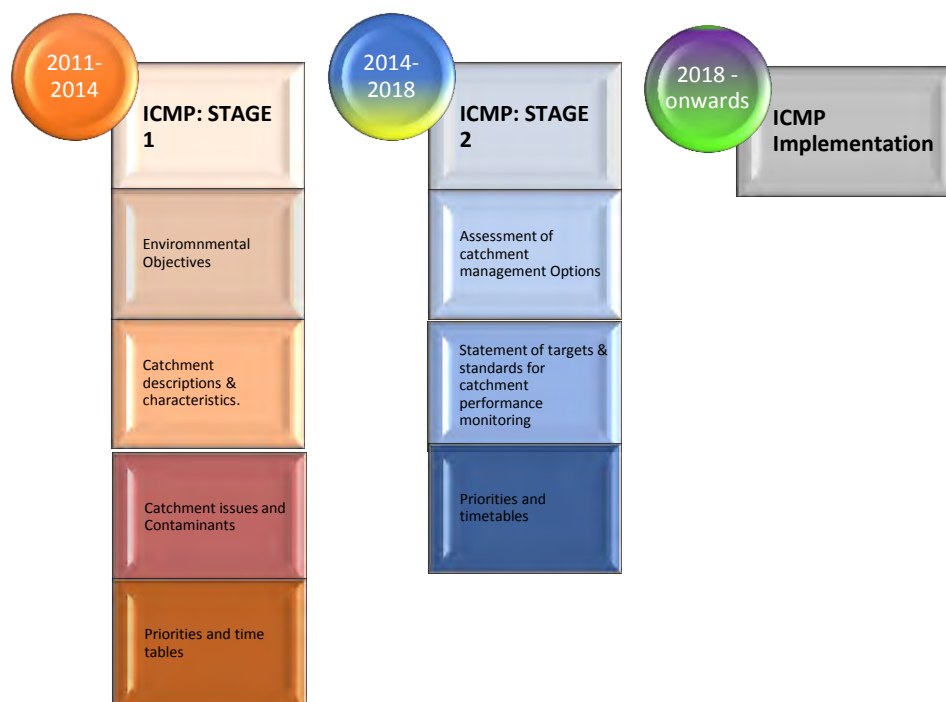 2011-
2014
ICMP: STAGE
1
Enviromnmental
Objectives
Catchment
descriptions &
characteristics.
Catchment issues and
Contaminants
Priorities and time
tables
2014-
2018
ICMP: STAGE
2
Assessment of
catchment
management Options
Statement of targets &
standards for
catchment
performance
monitoring
Priorities and
timetables
2018 -
onwards
ICMP
Implementation